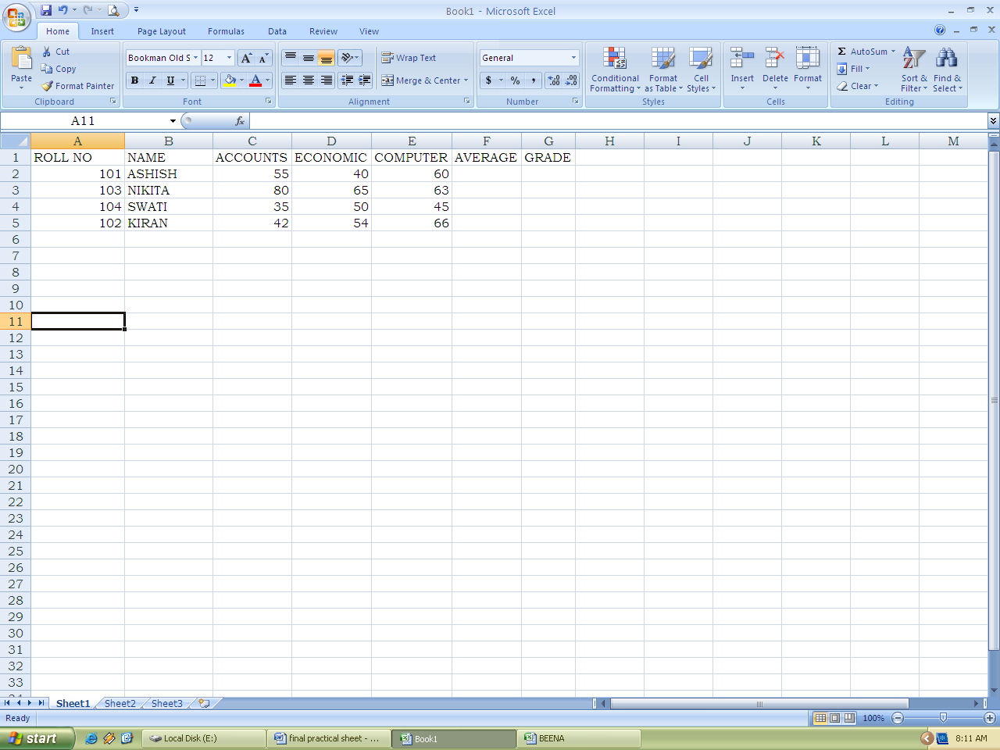 Book1 - Microsoft Excel
Home Insert Page Layout Formulas Data Review View
Cut
Copy
Format Painter
Paste
Clipboard
Bookman Old S 12 A A
B I U A
Font
Wrap Text
Merge & Center
Alignment
General
$ % , .00 .00
Number
Conditional Formatting
Format as Table
Cell Styles
Styles
Insert Delete Format
Cells
Σ AutoSum
Fill
Clear
Sort & Filter
Find & Select
Editing
A11 fx
A B C D E F G H I J K L M
1 ROLL NO NAME ACCOUNTS ECONOMIC COMPUTER AVERAGE GRADE
2 101 ASHISH 55 40 60
3 103 NIKITA 80 65 63
4 104 SWATI 35 50 45
5 102 KIRAN 42 54 66
6
7
8
9
10
11
12
13
14
15
16
17
18
19
20
21
22
23
24
25
26
27
28
29
30
31
32
33
Sheet1 Sheet2 Sheet3
Ready 100%
start Local Disk (E:) final practical sheet - ... Book1 BEENA 8:11 AM